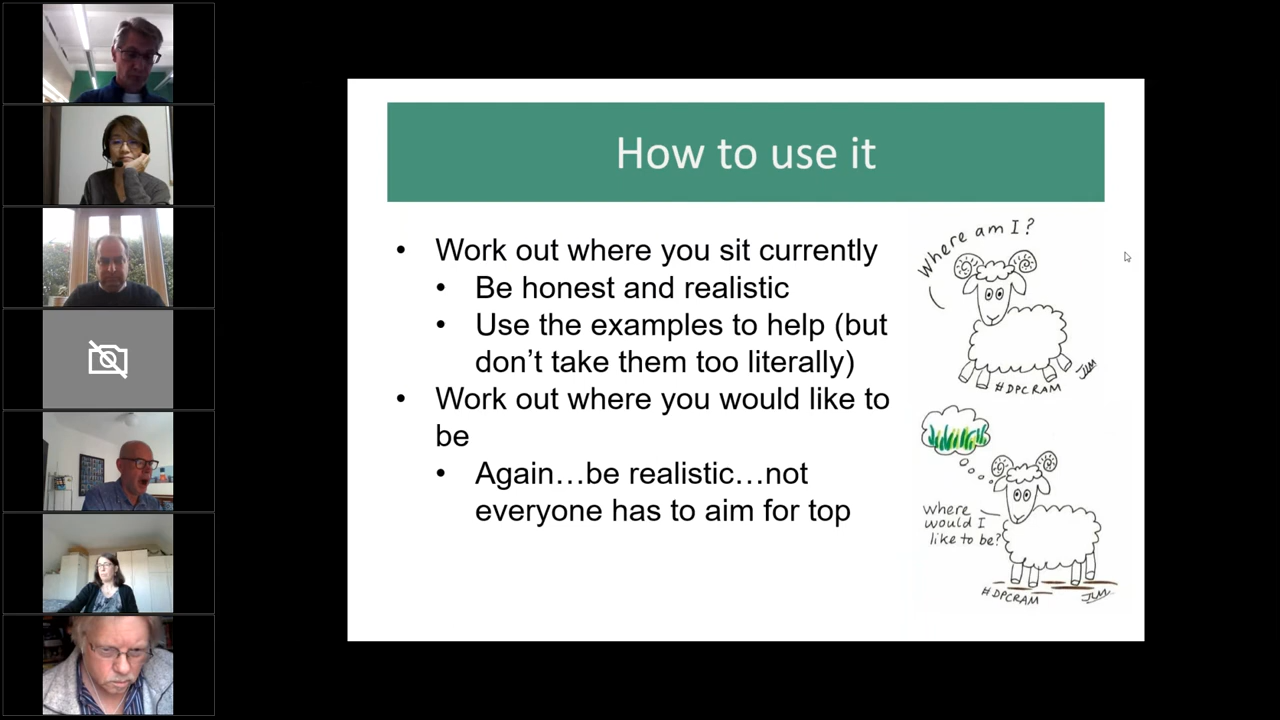 How to use it
• Work out where you sit currently
• Be honest and realistic
• Use the examples to help (but
don’t take them too literally)
• Work out where you would like to
be
• Again…be realistic…not
everyone has to aim for top
Where am I?
JLM
#DPCRAM
where
would I
like to be?
#DPCRAM
JLM